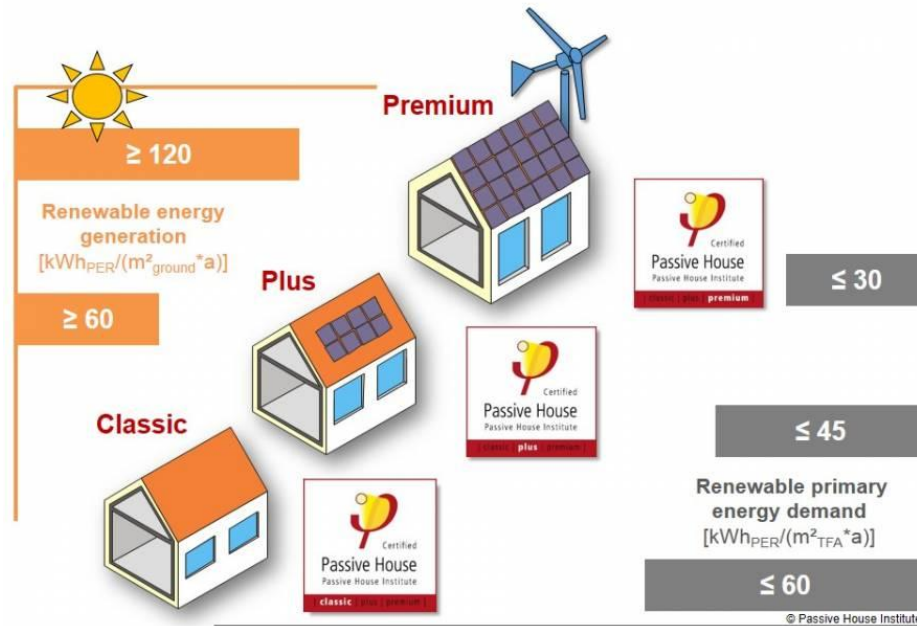 Premium
≥ 120
Renewable energy
generation
[kWhPER/(m²ground*a)]
≥ 60
Plus
Classic
Certified
Passive House
Passive House Institute
| classic | plus | premium |
≤ 30
Certified
Passive House
Passive House Institute
| classic | plus | premium |
≤ 45
Certified
Passive House
Passive House Institute
| classic | plus | premium |
Renewable primary
energy demand
[kWhPER/(m²TFA*a)]
≤ 60
© Passive House Institute